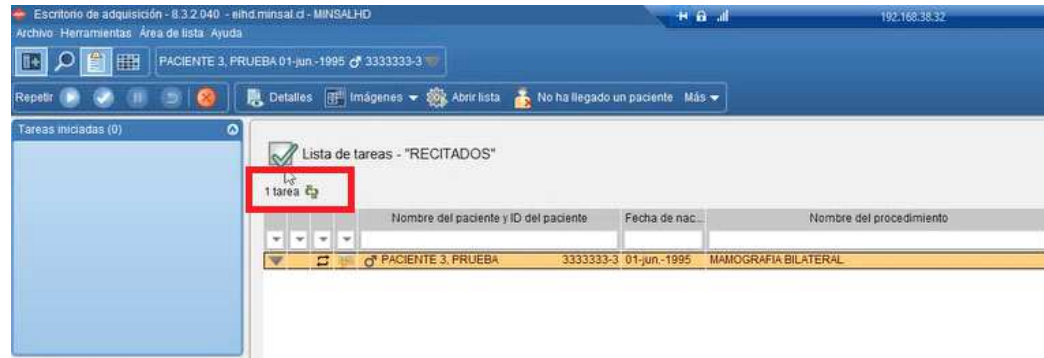 Escritorio de adquisición - 8.3.2.040 - eihd.minsal.cl - MINSALHD
192.168.38.32
Archivo Herramientas Área de lista Ayuda
PACIENTE 3, PRUEBA 01-jun.-1995 ♂ 3333333-3
Repetir Detalles Imágenes Abrir lista No ha llegado un paciente Más
Tareas iniciadas (0)
Lista de tareas - "RECITADOS"
1 tarea
Nombre del paciente y ID del paciente Fecha de nac... Nombre del procedimiento
♂ PACIENTE 3, PRUEBA 3333333-3 01-jun.-1995 MAMOGRAFIA BILATERAL